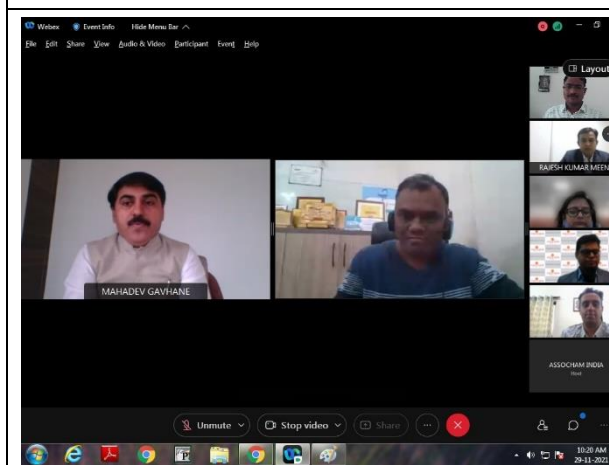 Webex Event Info Hide Menu Bar
File Edit Share View Audio & Video Participant Event Help
Layout
RAJESH KUMAR MEEN
MAHADEV GAVHANE
ASSOCHAM INDIA
Host
Unmute Stop video Share
10:20 AM
29-11-2021